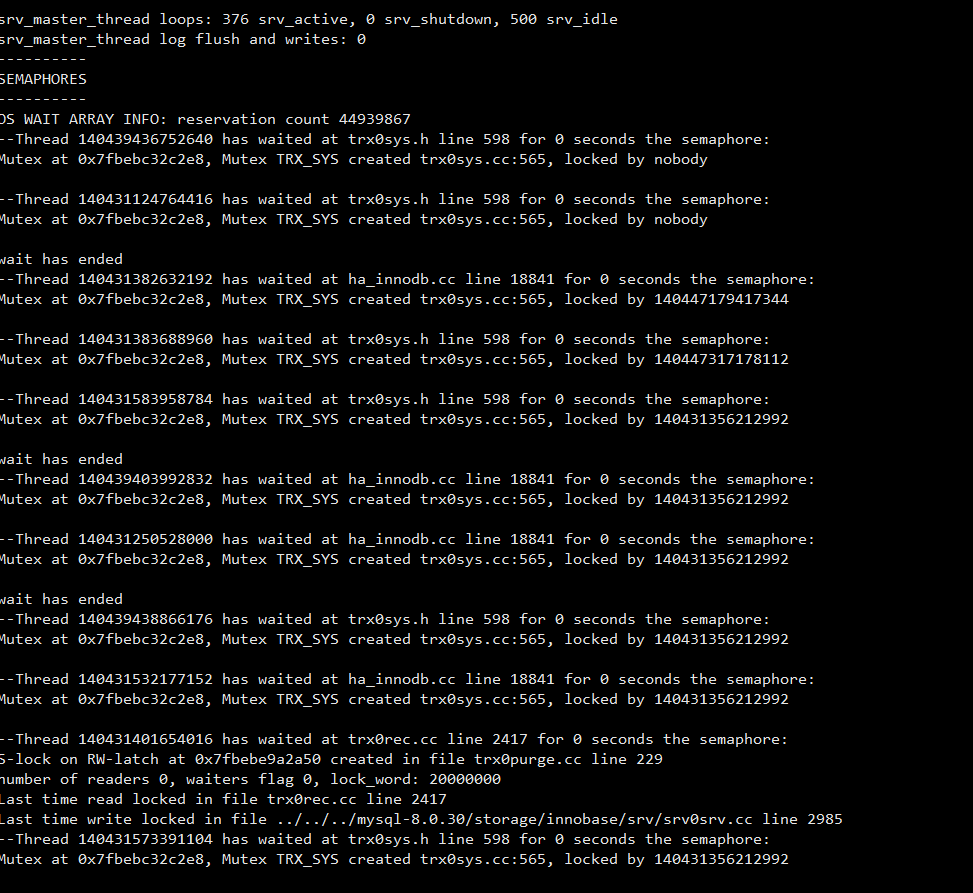 srv_master_thread loops: 376 srv_active, 0 srv_shutdown, 500 srv_idle
srv_master_thread log flush and writes: 0
----------
SEMAPHORES
----------
OS WAIT ARRAY INFO: reservation count 44939867
--Thread 140439436752640 has waited at trx0sys.h line 598 for 0 seconds the semaphore:
Mutex at 0x7fbebc32c2e8, Mutex TRX_SYS created trx0sys.cc:565, locked by nobody
--Thread 140431124764416 has waited at trx0sys.h line 598 for 0 seconds the semaphore:
Mutex at 0x7fbebc32c2e8, Mutex TRX_SYS created trx0sys.cc:565, locked by nobody
wait has ended
--Thread 140431382632192 has waited at ha_innodb.cc line 18841 for 0 seconds the semaphore:
Mutex at 0x7fbebc32c2e8, Mutex TRX_SYS created trx0sys.cc:565, locked by 140447179417344
--Thread 140431383688960 has waited at trx0sys.h line 598 for 0 seconds the semaphore:
Mutex at 0x7fbebc32c2e8, Mutex TRX_SYS created trx0sys.cc:565, locked by 140447317178112
--Thread 140431583958784 has waited at trx0sys.h line 598 for 0 seconds the semaphore:
Mutex at 0x7fbebc32c2e8, Mutex TRX_SYS created trx0sys.cc:565, locked by 140431356212992
wait has ended
--Thread 140439403992832 has waited at ha_innodb.cc line 18841 for 0 seconds the semaphore:
Mutex at 0x7fbebc32c2e8, Mutex TRX_SYS created trx0sys.cc:565, locked by 140431356212992
--Thread 140431250528000 has waited at ha_innodb.cc line 18841 for 0 seconds the semaphore:
Mutex at 0x7fbebc32c2e8, Mutex TRX_SYS created trx0sys.cc:565, locked by 140431356212992
wait has ended
--Thread 140439438866176 has waited at trx0sys.h line 598 for 0 seconds the semaphore:
Mutex at 0x7fbebc32c2e8, Mutex TRX_SYS created trx0sys.cc:565, locked by 140431356212992
--Thread 140431532177152 has waited at ha_innodb.cc line 18841 for 0 seconds the semaphore:
Mutex at 0x7fbebc32c2e8, Mutex TRX_SYS created trx0sys.cc:565, locked by 140431356212992
--Thread 140431401654016 has waited at trx0rec.cc line 2417 for 0 seconds the semaphore:
S-lock on RW-latch at 0x7fbebe9a2a50 created in file trx0purge.cc line 229
number of readers 0, waiters flag 0, lock_word: 20000000
Last time read locked in file trx0rec.cc line 2417
Last time write locked in file ../../../mysql-8.0.30/storage/innobase/srv/srv0srv.cc line 2985
--Thread 140431573391104 has waited at trx0sys.h line 598 for 0 seconds the semaphore:
Mutex at 0x7fbebc32c2e8, Mutex TRX_SYS created trx0sys.cc:565, locked by 140431356212992